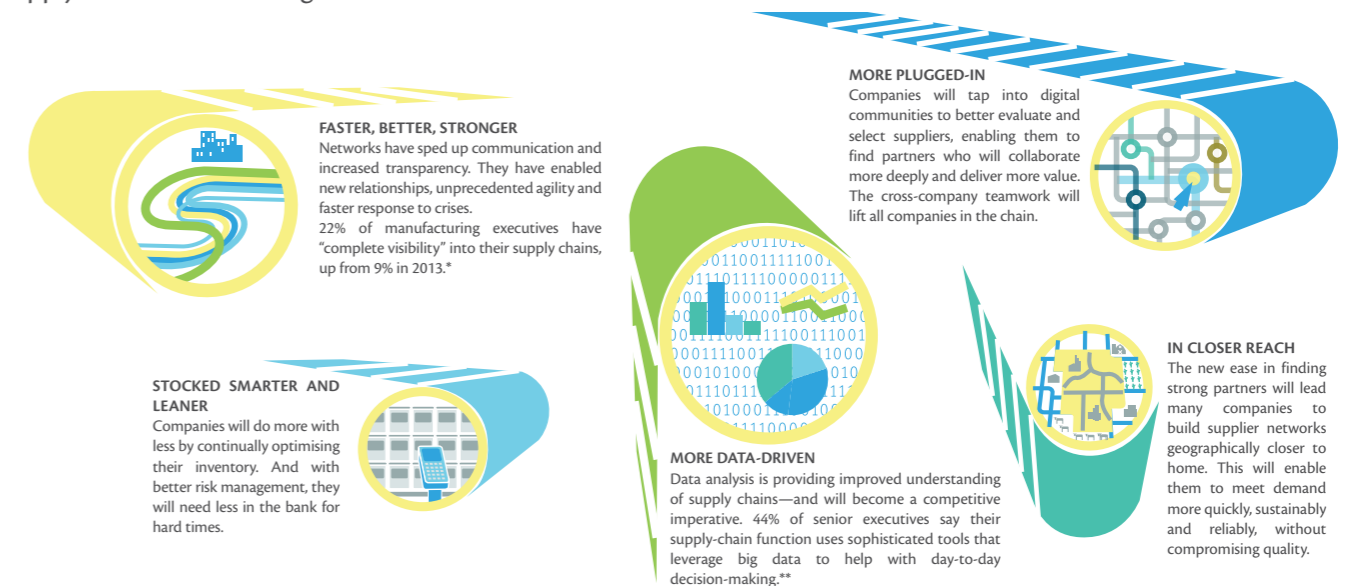 FASTER, BETTER, STRONGER
Networks have sped up communication and
increased transparency. They have enabled
new relationships, unprecedented agility and
faster response to crises.
22% of manufacturing executives have
“complete visibility” into their supply chains,
up from 9% in 2013.*
STOCKED SMARTER AND
LEANER
Companies will do more with
less by continually optimising
their inventory. And with
better risk management, they
will need less in the bank for
hard times.
MORE DATA-DRIVEN
Data analysis is providing improved understanding
of supply chains—and will become a competitive
imperative. 44% of senior executives say their
supply-chain function uses sophisticated tools that
leverage big data to help with day-to-day
decision-making.**
MORE PLUGGED-IN
Companies will tap into digital
communities to better evaluate and
select suppliers, enabling them to
find partners who will collaborate
more deeply and deliver more value.
The cross-company teamwork will
lift all companies in the chain.
IN CLOSER REACH
The new ease in finding
strong partners will lead
many companies to
build supplier networks
geographically closer to
home. This will enable
them to meet demand
more quickly, sustainably
and reliably, without
compromising quality.